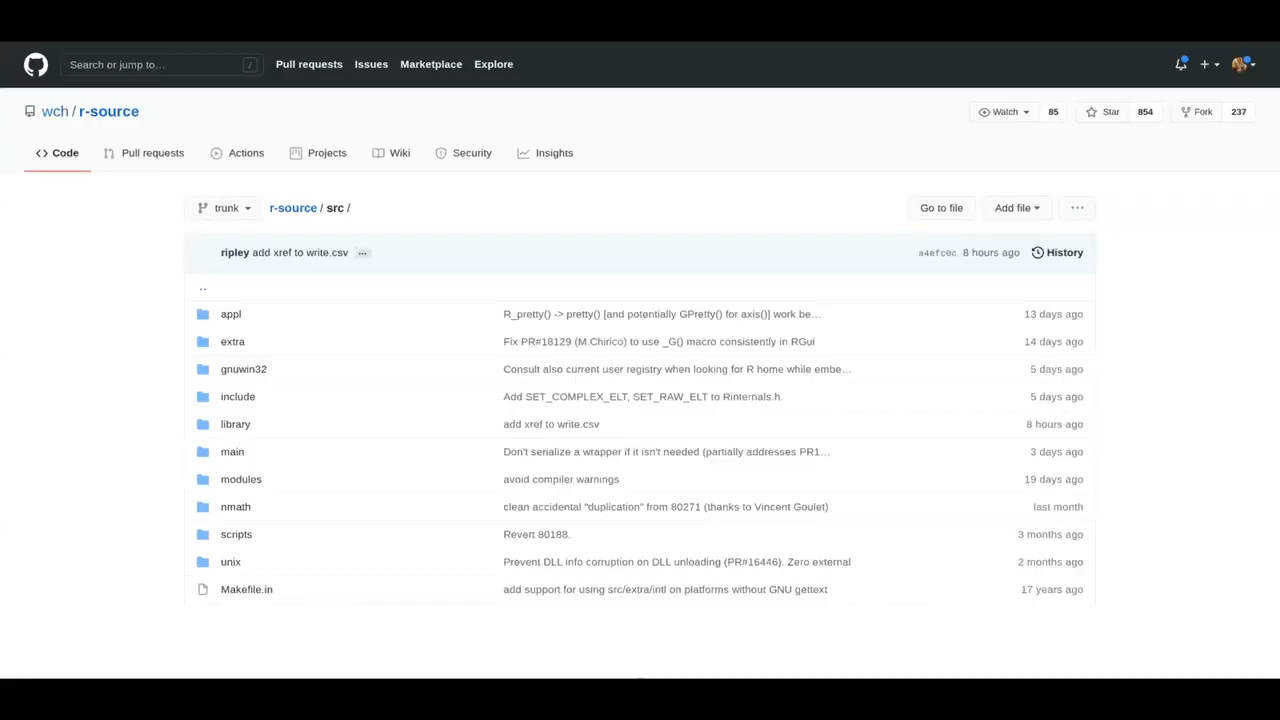 Search or jump to… / Pull requests Issues Marketplace Explore
wch / r-source Watch 85 Star 854 Fork 237
Code Pull requests Actions Projects Wiki Security Insights
trunk r-source / src / Go to file Add file ···
ripley add xref to write.csv … a4efc0c 8 hours ago History
..
appl R_pretty() -> pretty() [and potentially GPretty() for axis()] work be… 13 days ago
extra Fix PR#18129 (M.Chirico) to use _G() macro consistently in RGui 14 days ago
gnuwin32 Consult also current user registry when looking for R home while embe… 5 days ago
include Add SET_COMPLEX_ELT, SET_RAW_ELT to Rinternals.h. 5 days ago
library add xref to write.csv 8 hours ago
main Don't serialize a wrapper if it isn't needed (partially addresses PR1… 3 days ago
modules avoid compiler warnings 19 days ago
nmath clean accidental "duplication" from 80271 (thanks to Vincent Goulet) last month
scripts Revert 80188. 3 months ago
unix Prevent DLL info corruption on DLL unloading (PR#16446). Zero external 2 months ago
Makefile.in add support for using src/extra/intl on platforms without GNU gettext 17 years ago